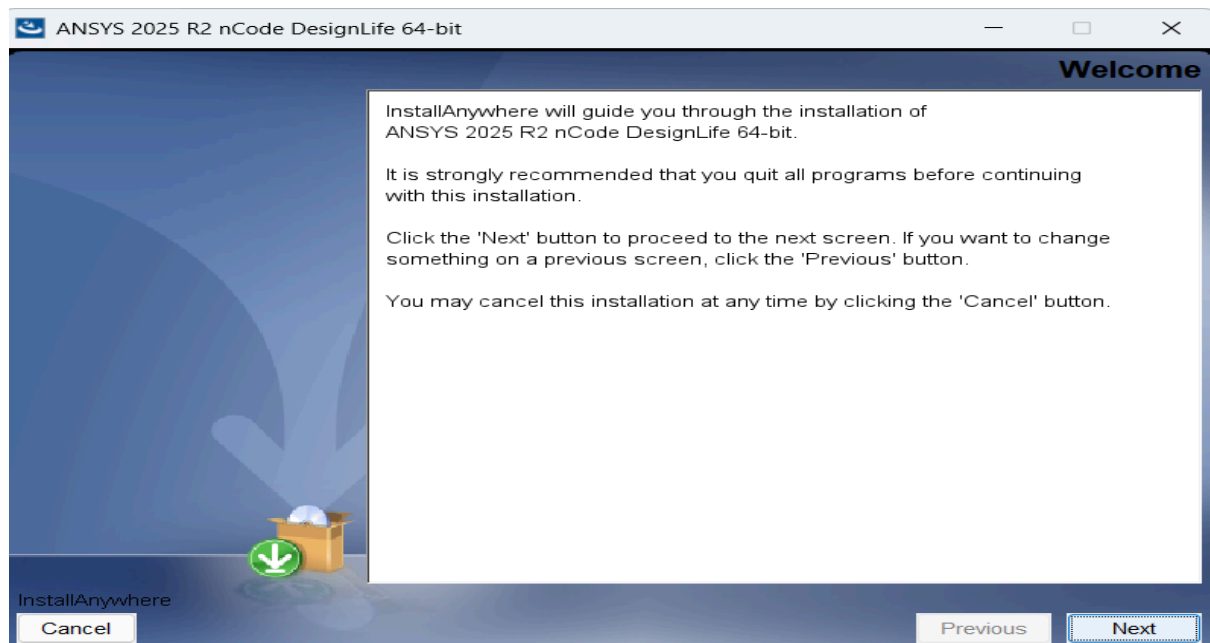 ANSYS 2025 R2 nCode DesignLife 64-bit
Welcome
InstallAnywhere will guide you through the installation of
ANSYS 2025 R2 nCode DesignLife 64-bit.
It is strongly recommended that you quit all programs before continuing
with this installation.
Click the 'Next' button to proceed to the next screen. If you want to change
something on a previous screen, click the 'Previous' button.
You may cancel this installation at any time by clicking the 'Cancel' button.
InstallAnywhere
Cancel
Previous
Next